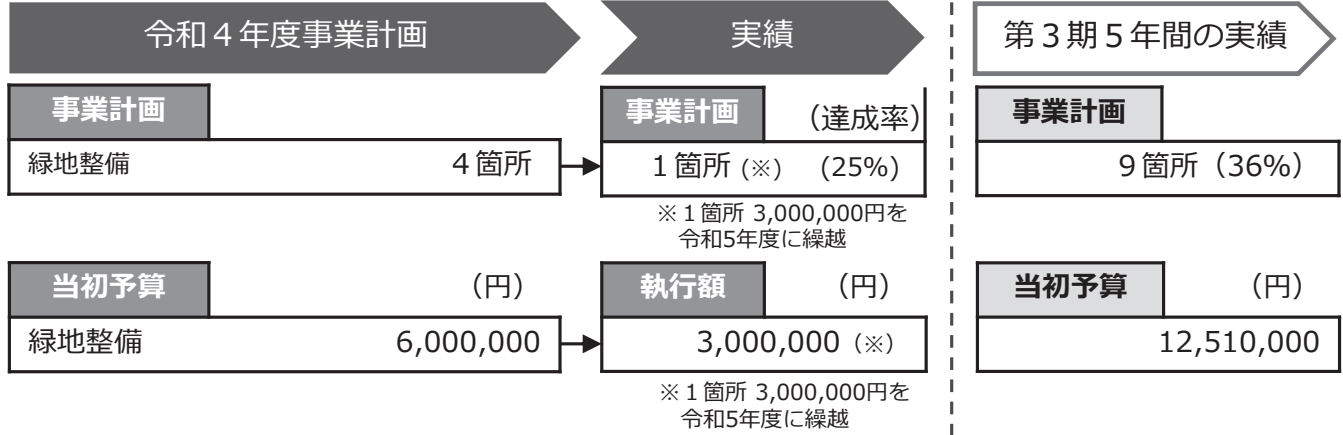 令和４年度事業計画
実績
第３期５年間の実績
事業計画
緑地整備 ４箇所
事業計画 (達成率)
１箇所 (※) (25%)
※１箇所 3,000,000円を
令和5年度に繰越
事業計画
９箇所（36%）
当初予算 （円）
緑地整備 6,000,000
執行額 （円）
3,000,000（※）
※１箇所 3,000,000円を
令和5年度に繰越
当初予算 （円）
12,510,000